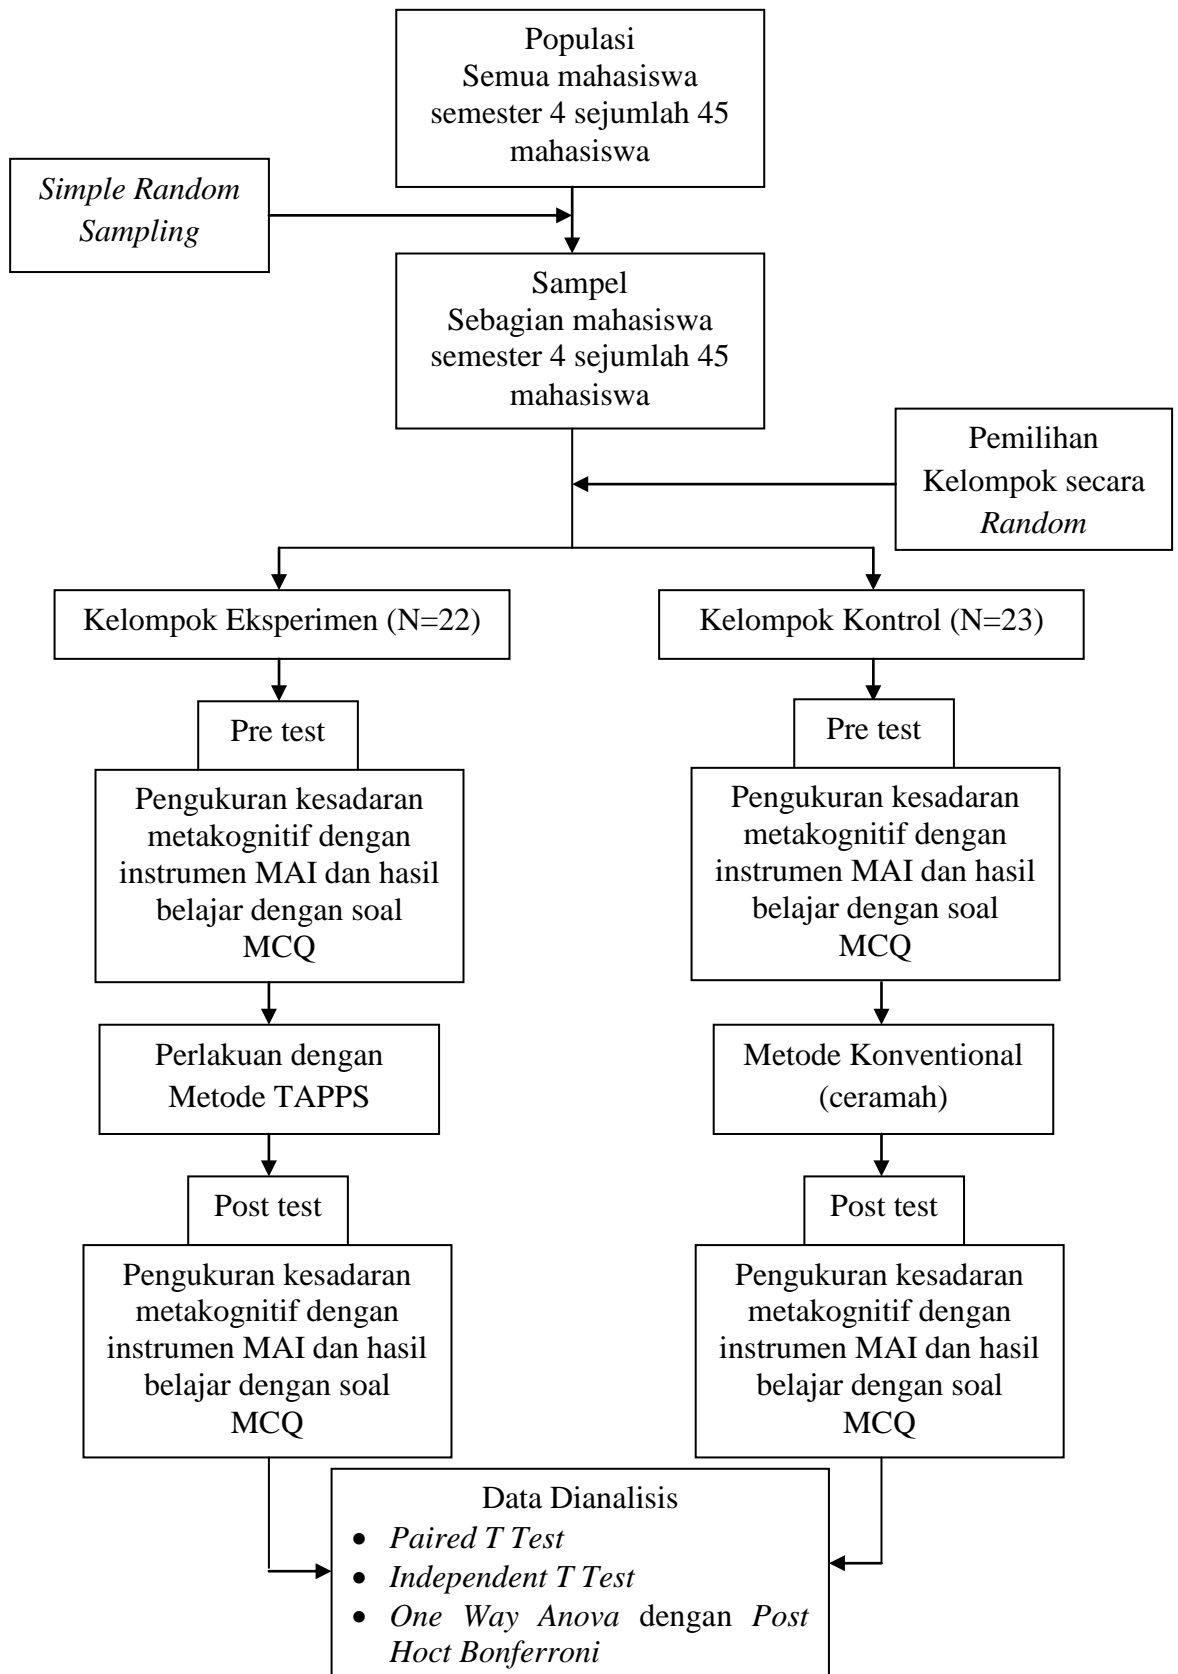 Populasi
Semua mahasiswa
semester 4 sejumlah 45
mahasiswa
Simple Random
Sampling
Sampel
Sebagian mahasiswa
semester 4 sejumlah 45
mahasiswa
Pemilihan
Kelompok secara
Random
Kelompok Eksperimen (N=22)
Kelompok Kontrol (N=23)
Pre test
Pre test
Pengukuran kesadaran
metakognitif dengan
instrumen MAI dan hasil
belajar dengan soal
MCQ
Pengukuran kesadaran
metakognitif dengan
instrumen MAI dan hasil
belajar dengan soal
MCQ
Perlakuan dengan
Metode TAPPS
Metode Konventional
(ceramah)
Post test
Post test
Pengukuran kesadaran
metakognitif dengan
instrumen MAI dan hasil
belajar dengan soal
MCQ
Pengukuran kesadaran
metakognitif dengan
instrumen MAI dan hasil
belajar dengan soal
MCQ
Data Dianalisis
• Paired T Test
• Independent T Test
• One Way Anova dengan Post
Hoct Bonferroni